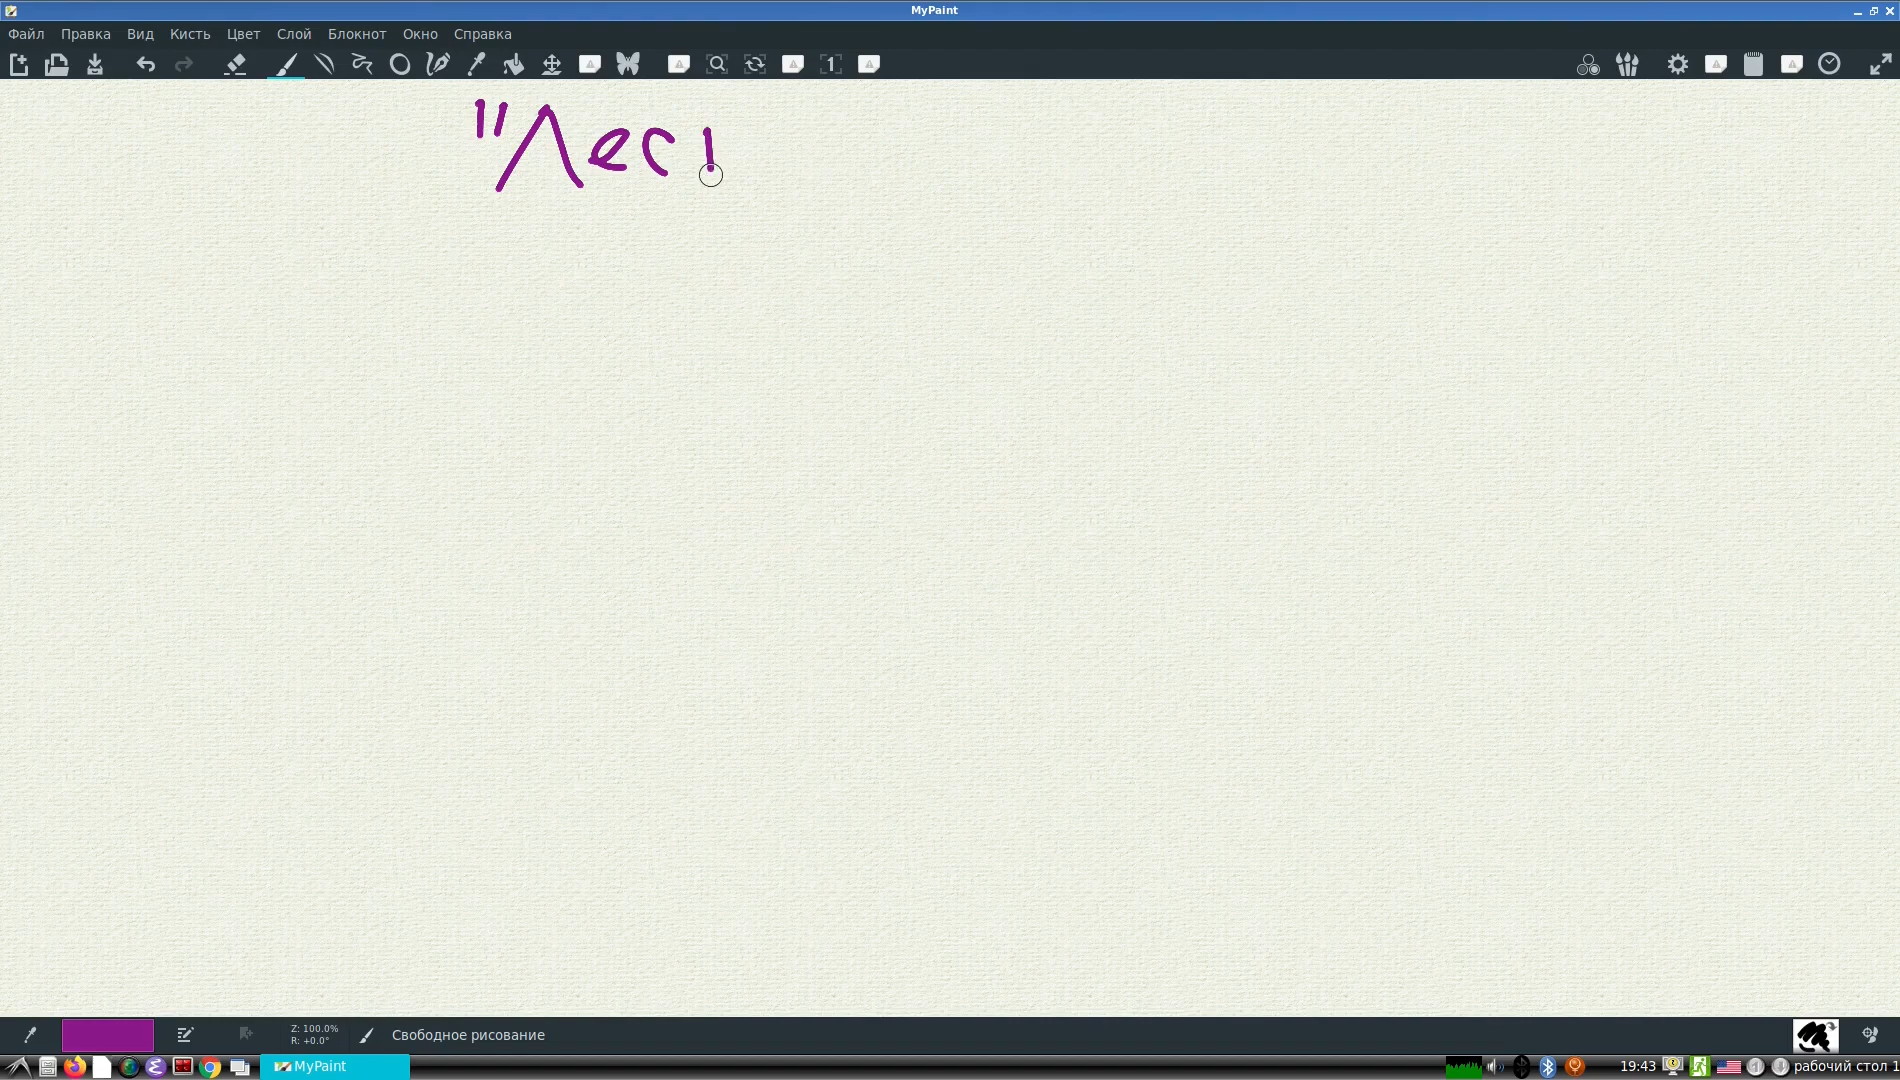 MyPaint
Файл Правка Вид Кисть Цвет Слой Блокнот Окно Справка
1
"Лес
Z: 100.0%
R: +0.0°
Свободное рисование
MyPaint
19:43
рабочий стол 1